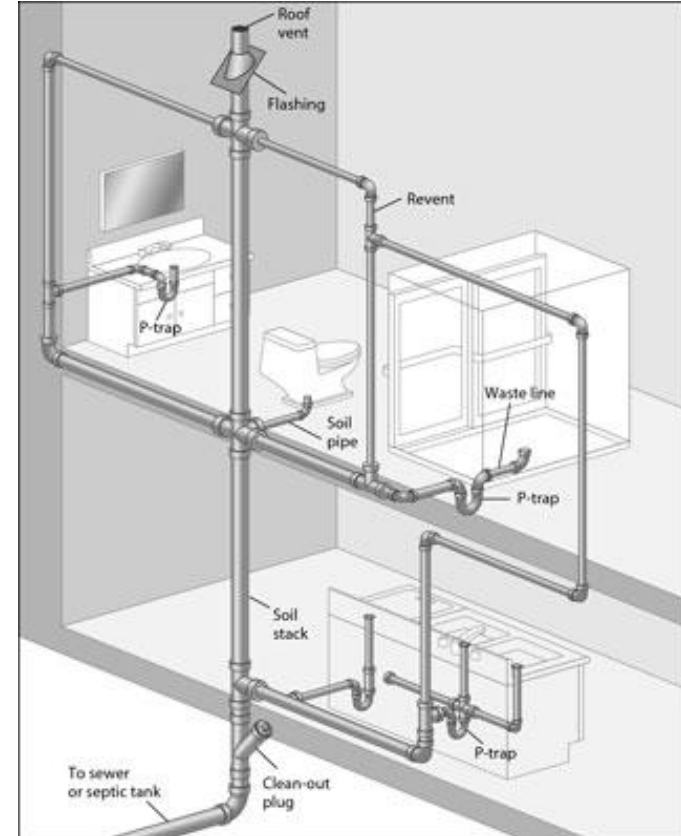 Roof
vent
Flashing
Revent
P-trap
Waste line
Soil
pipe
P-trap
Soil
stack
P-trap
To sewer
or septic tank
Clean-out
plug